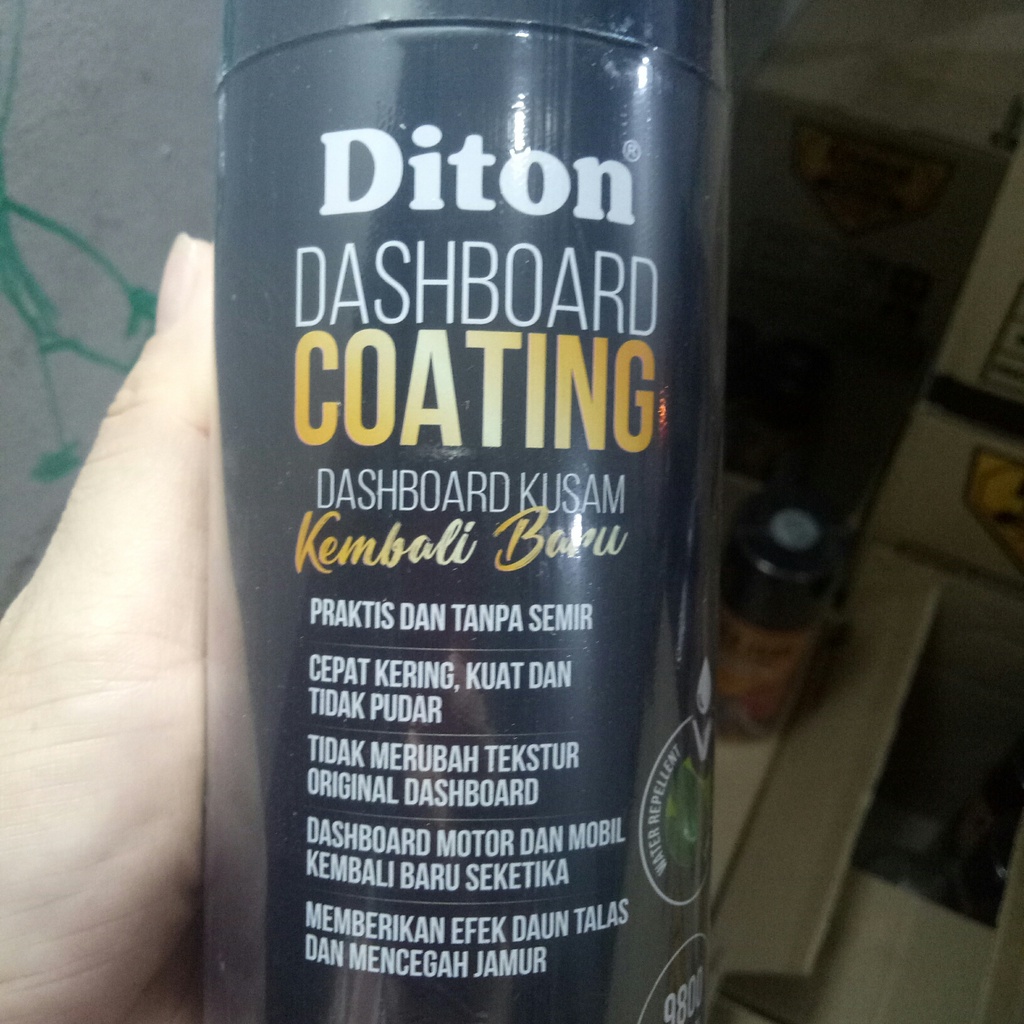 Diton®
DASHBOARD
COATING
DASHBOARD KUSAM
Kembali Baru
PRAKTIS DAN TANPA SEMIR
CEPAT KERING, KUAT DAN
TIDAK PUDAR
TIDAK MERUBAH TEKSTUR
ORIGINAL DASHBOARD
DASHBOARD MOTOR DAN MOBIL
KEMBALI BARU SEKETIKA
MEMBERIKAN EFEK DAUN TALAS
DAN MENCEGAH JAMUR
WATER REPELLENT
9800